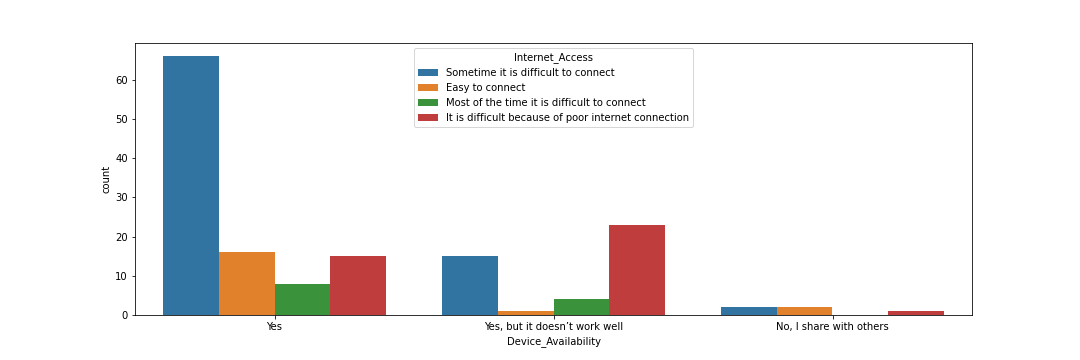 Internet_Access
Sometime it is difficult to connect
Easy to connect
Most of the time it is difficult to connect
It is difficult because of poor internet connection
count
60
50
40
30
20
10
0
Yes
Yes, but it doesn’t work well
No, I share with others
Device_Availability